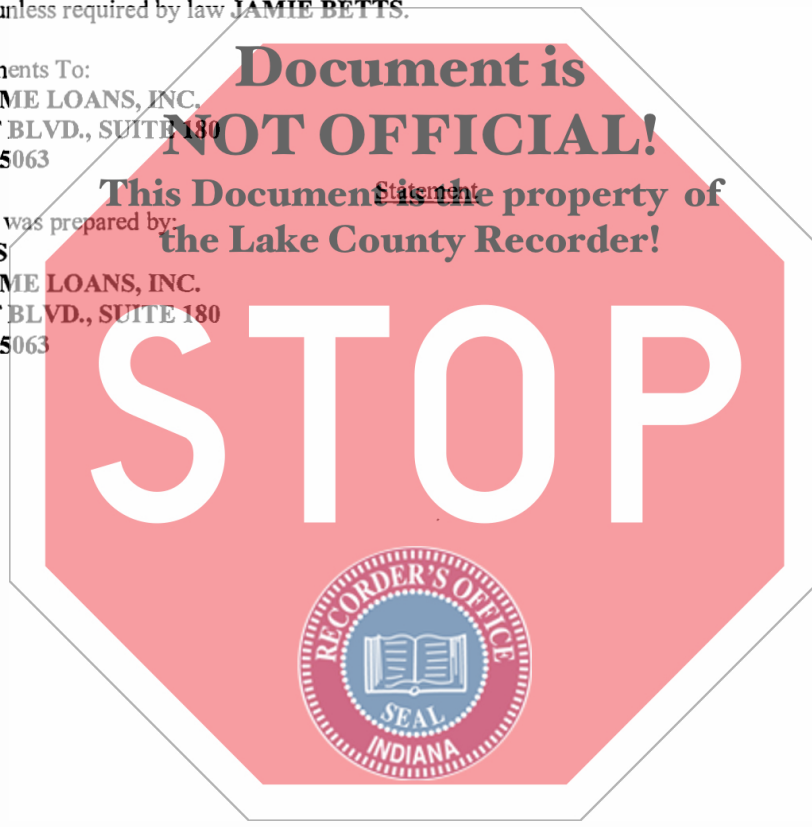 unless required by law JAMIE BETTS.
Document is
NOT OFFICIAL!
This Document is the property of
the Lake County Recorder!
ents To:
ME LOANS, INC.
BLVD., SUITE 180
5063
Statement
was prepared by:
S
ME LOANS, INC.
BLVD., SUITE 180
5063
STOP
RECORDER'S OFFICE
SEAL
INDIANA